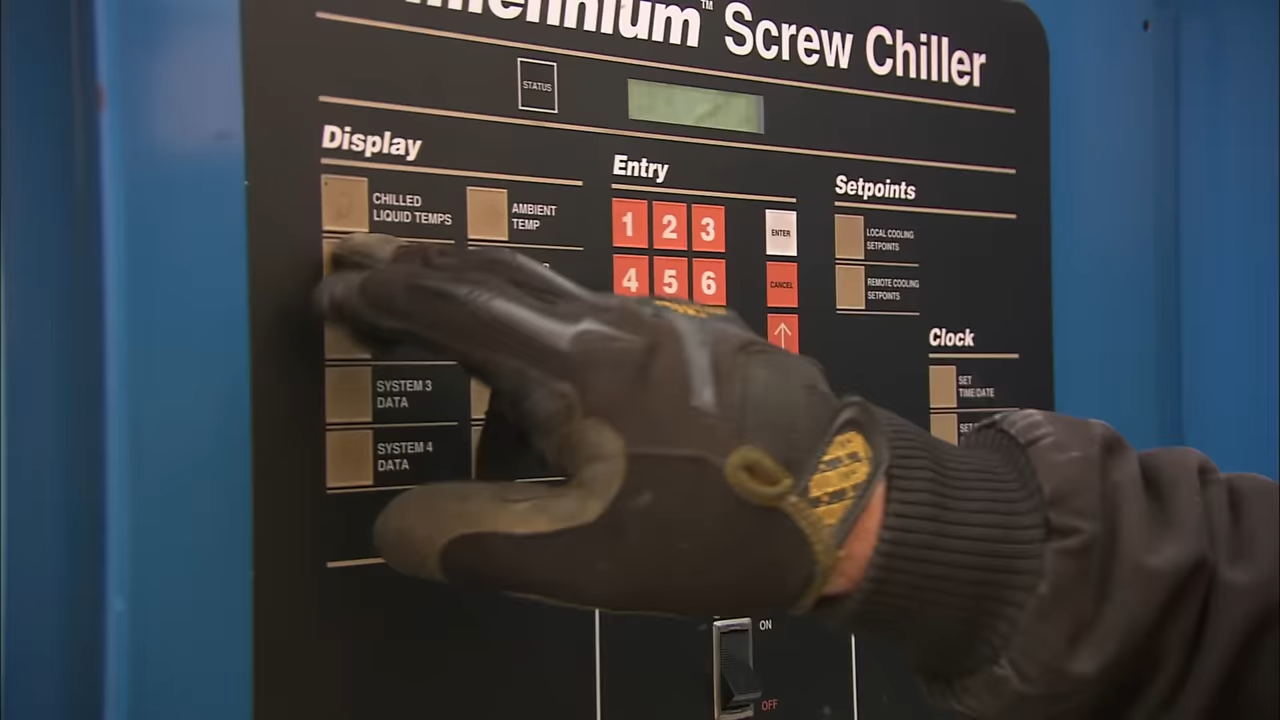 Millennium™ Screw Chiller
STATUS
Display
Entry
Setpoints
CHILLED
LIQUID TEMPS
AMBIENT
TEMP
1 2 3
ENTER
LOCAL COOLING
SETPOINTS
4 5 6
CANCEL
REMOTE COOLING
SETPOINTS
↑
Clock
SYSTEM 3
DATA
SET
TIME/DATE
SYSTEM 4
DATA
ON
OFF